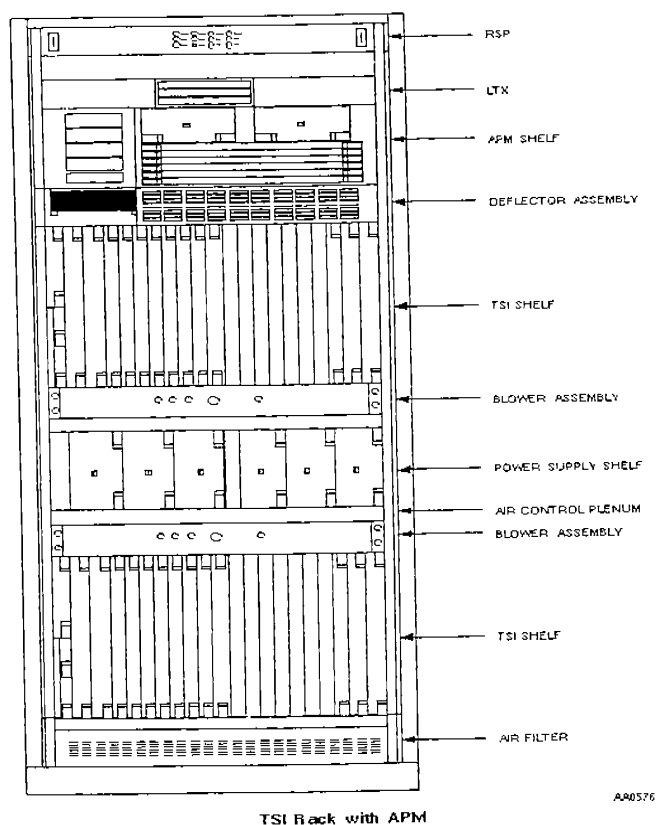 RSP
LTX
APM SHELF
DEFLECTOR ASSEMBLY
TSI SHELF
BLOWER ASSEMBLY
POWER SUPPLY SHELF
AIR CONTROL PLENUM
BLOWER ASSEMBLY
TSI SHELF
AIR FILTER
AA0576
TSI Rack with APM